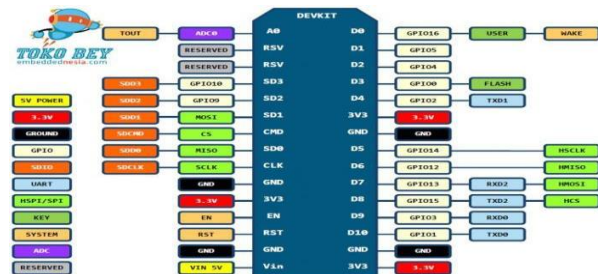 DEVKIT
TOUT ADC0 A0 D0 GPIO16 USER WAKE
RESERVED RSV D1 GPIO5
RESERVED RSV D2 GPIO4
SDD3 GPIO10 SD3 D3 GPIO0 FLASH
SDD2 GPIO9 SD2 D4 GPIO2 TXD1
SDD1 MOSI SD1 3V3 3.3V
SDCMD CS CMD GND GND
SDD0 MISO SD0 D5 GPIO14 HSCLK
SDCLK SCLK CLK D6 GPIO12 HMISO
GND GND D7 GPIO13 RXD2 HMOSI
3.3V 3V3 D8 GPIO15 TXD2 HCS
EN EN D9 GPIO3 RXD0
RST RST D10 GPIO1 TXD0
GND GND GND GND
VIN 5V Vin 3V3 3.3V
TOKO BEY
embeddednesia.com
5V POWER
3.3V
GROUND
GPIO
SDIO
UART
HSPI/SPI
KEY
SYSTEM
ADC
RESERVED